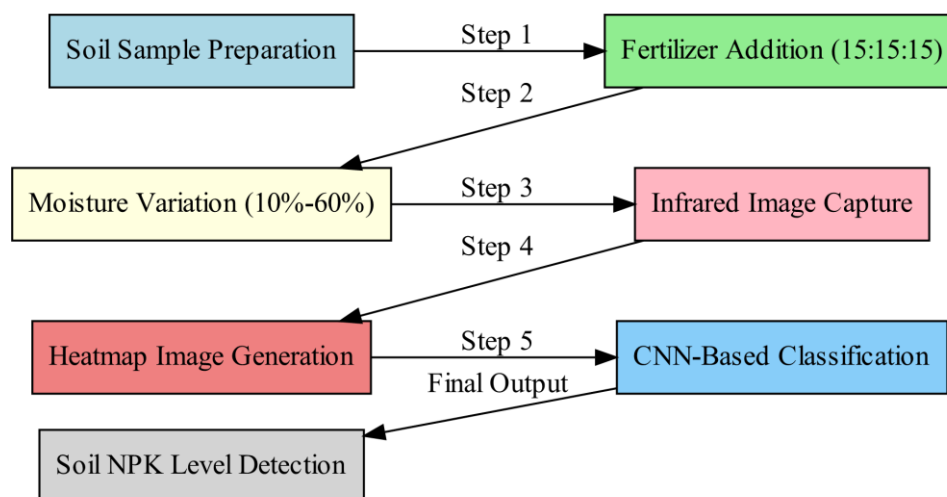 Soil Sample Preparation
Step 1
Fertilizer Addition (15:15:15)
Step 2
Moisture Variation (10%-60%)
Step 3
Infrared Image Capture
Step 4
Heatmap Image Generation
Step 5
CNN-Based Classification
Final Output
Soil NPK Level Detection